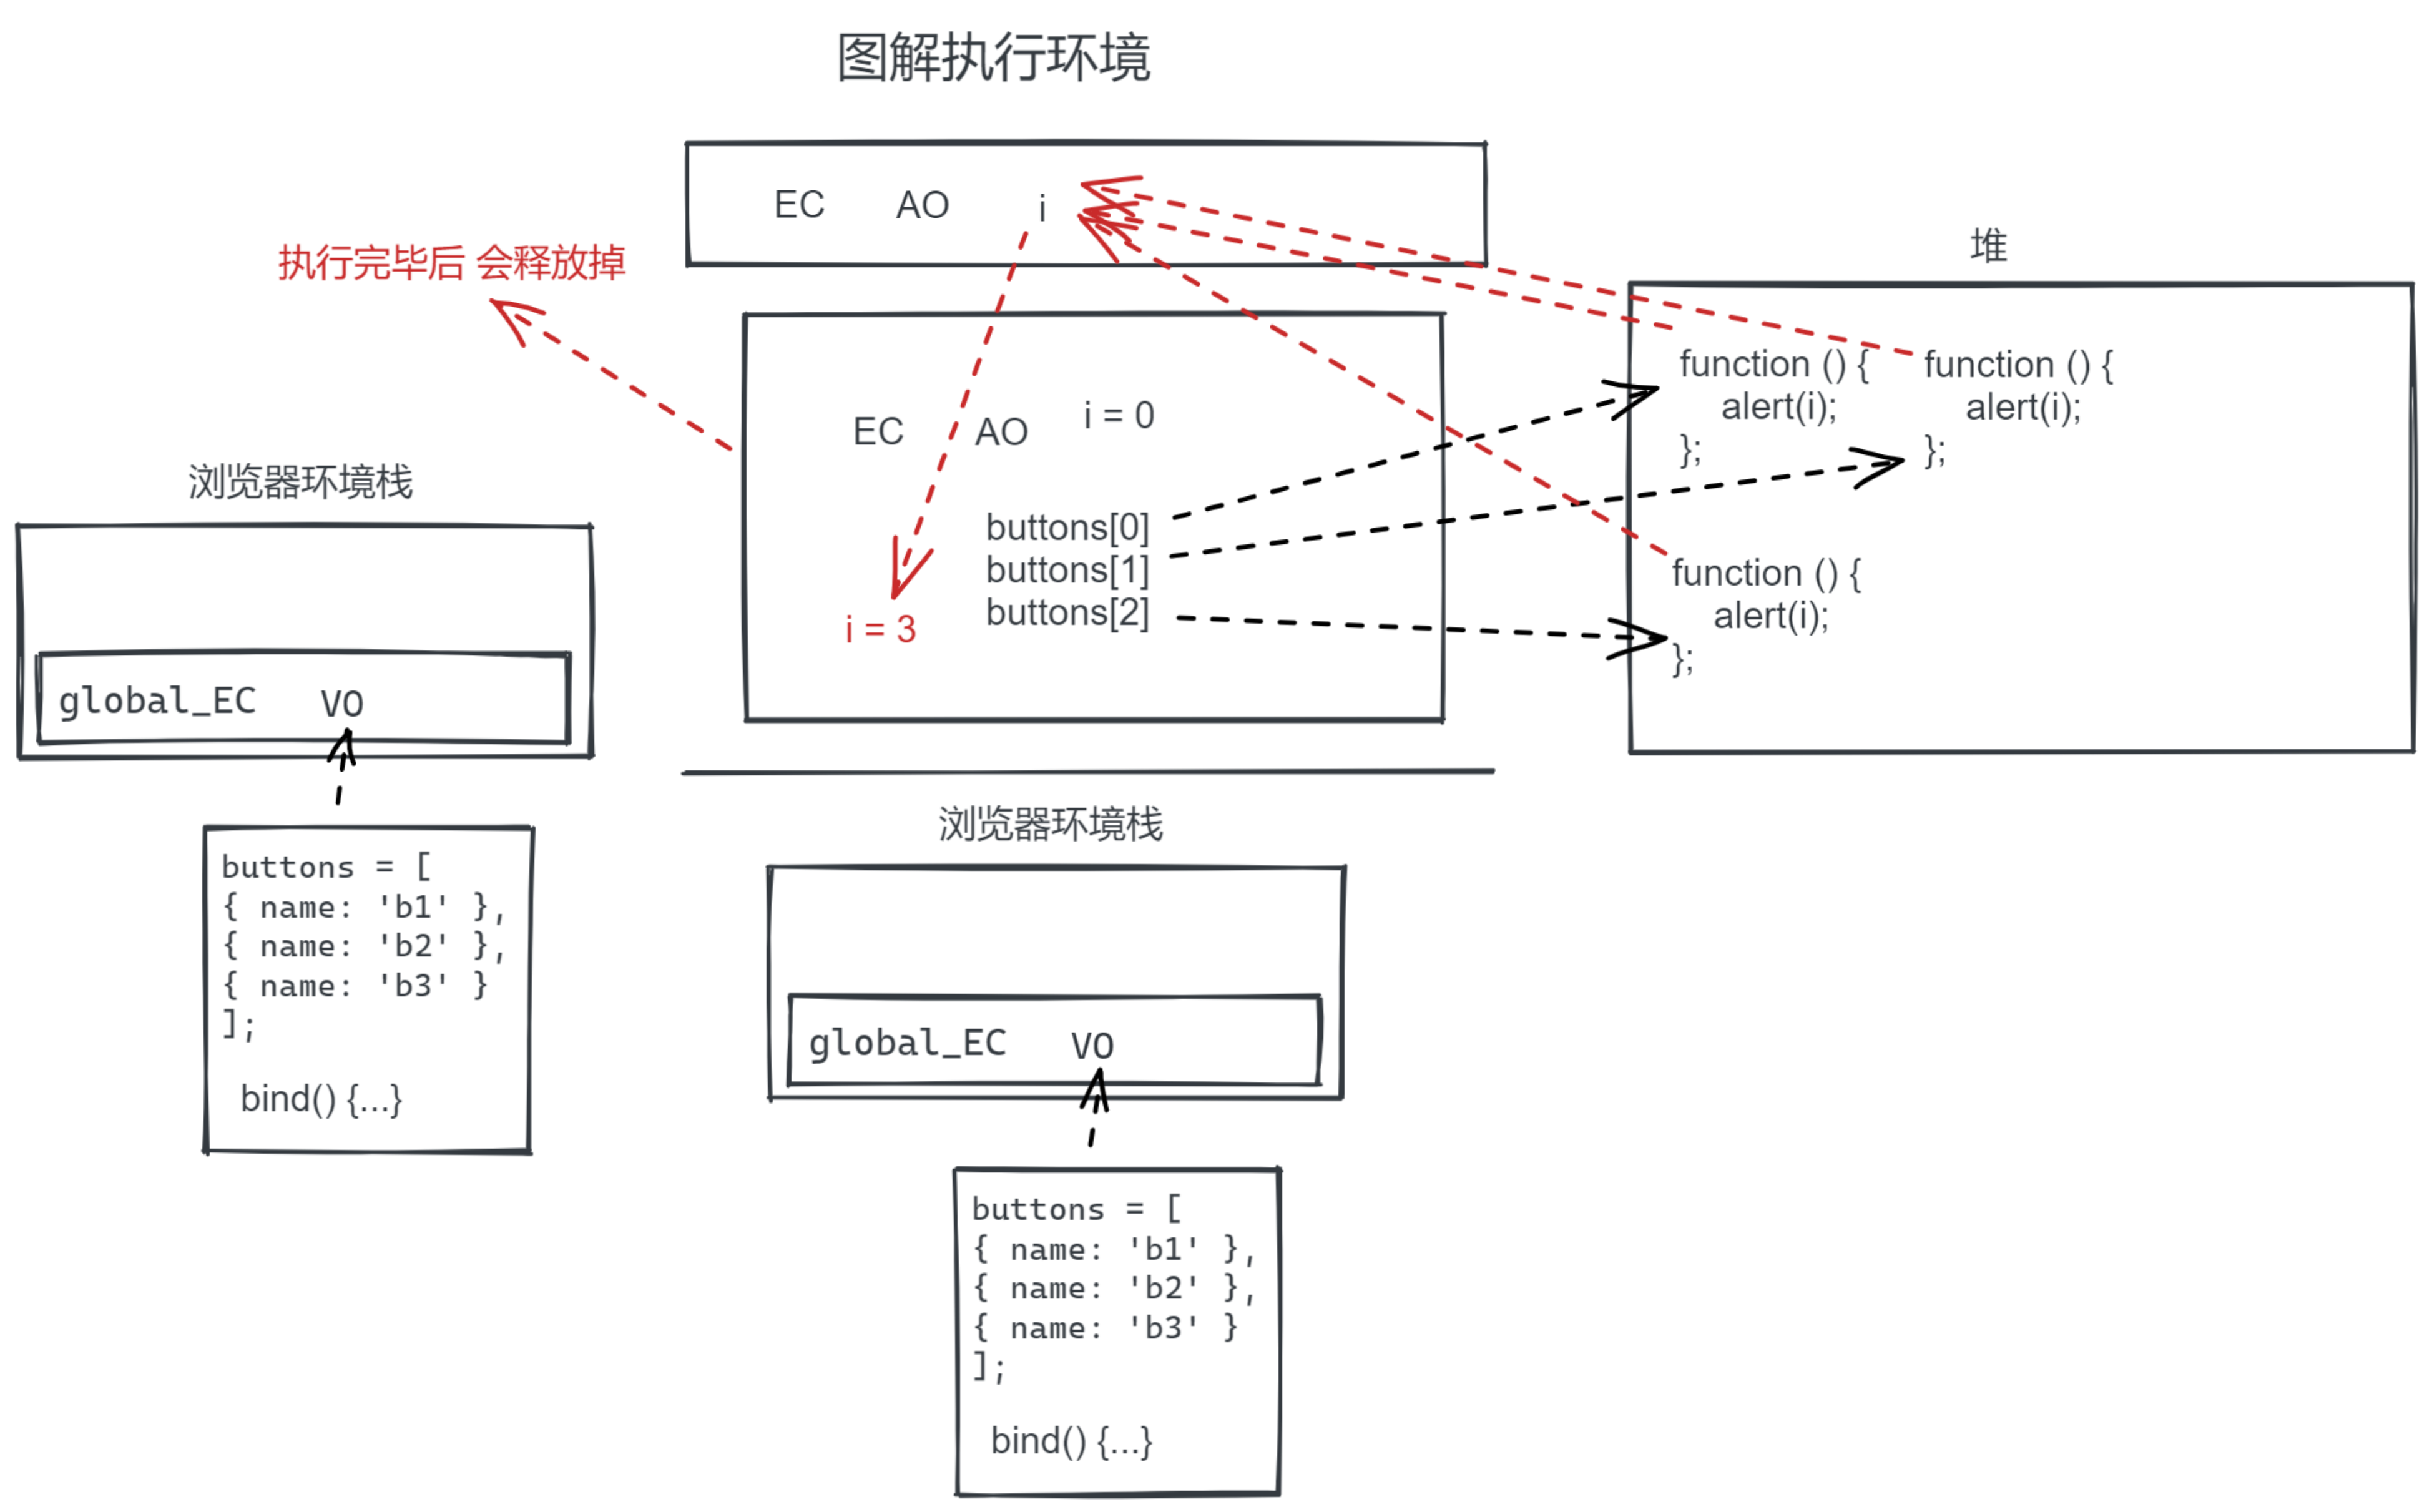 图解执行环境
EC AO i
执行完毕后 会释放掉
堆
EC AO i = 0
buttons[0]
buttons[1]
buttons[2]
i = 3
function () {
alert(i);
};
function () {
alert(i);
};
function () {
alert(i);
};
浏览器环境栈
global_EC VO
buttons = [
{ name: 'b1' },
{ name: 'b2' },
{ name: 'b3' }
];
bind() {...}
浏览器环境栈
global_EC VO
buttons = [
{ name: 'b1' },
{ name: 'b2' },
{ name: 'b3' }
];
bind() {...}